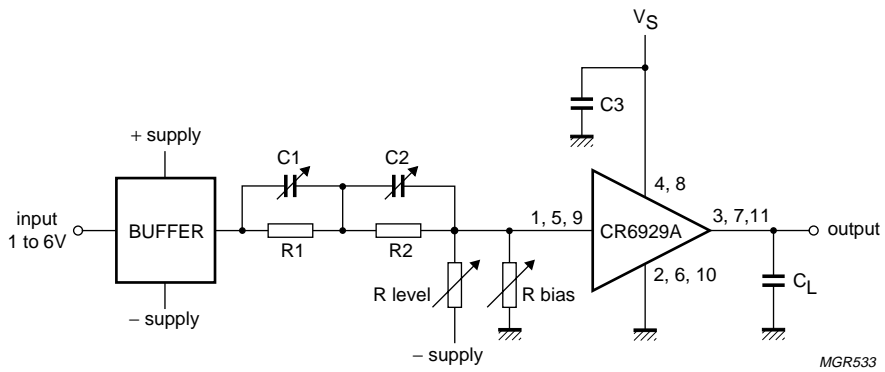 V_S
C3
+ supply
C1
C2
4, 8
input
1 to 6V
BUFFER
1, 5, 9
CR6929A
3, 7,11
output
R1
R2
R level
R bias
2, 6, 10
C_L
− supply
− supply
MGR533